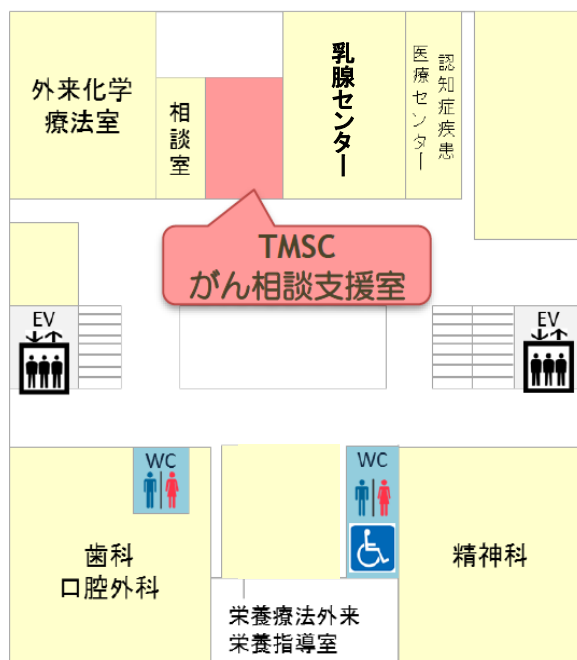 外来化学
療法室
相談室
乳腺センター
認知症疾患
医療センター
TMSC
がん相談支援室
EV
EV
WC
WC
歯科
口腔外科
精神科
栄養療法外来
栄養指導室